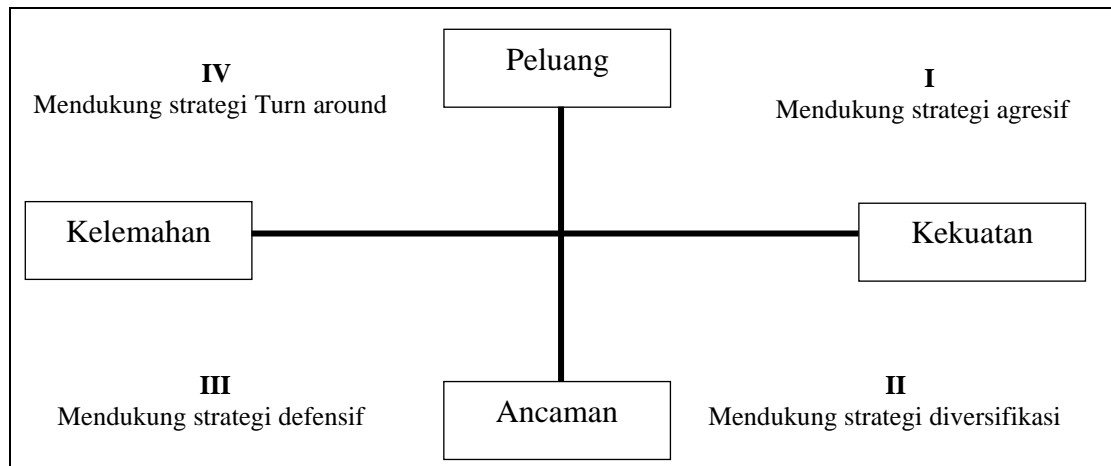 Peluang
IV
Mendukung strategi Turn around
I
Mendukung strategi agresif
Kelemahan
Kekuatan
III
Mendukung strategi defensif
Ancaman
II
Mendukung strategi diversifikasi